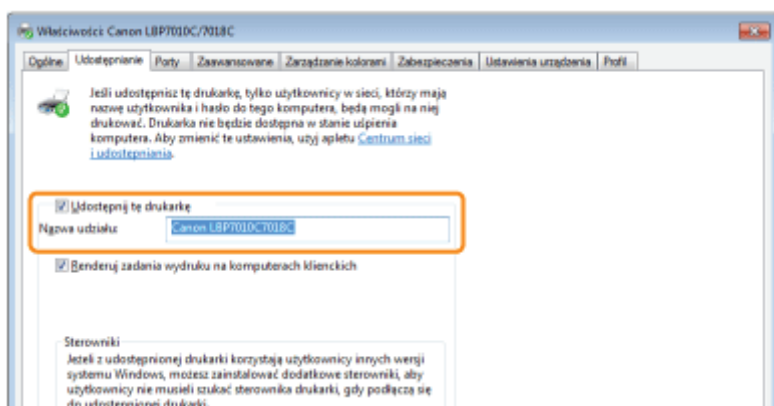 Właściwości: Canon LBP7010C/7018C
Ogólne Udostępnianie Porty Zaawansowane Zarządzanie kolorami Zabezpieczenia Ustawienia urządzenia Profil
Jeśli udostępnisz tę drukarkę, tylko użytkownicy w sieci, którzy mają
nazwę użytkownika i hasło do tego komputera, będą mogli na niej
drukować. Drukarka nie będzie dostępna w stanie uśpienia
komputera. Aby zmienić te ustawienia, użyj apletu Centrum sieci
i udostępniania.
Udostępnij tę drukarkę
Nazwa udziału: Canon LBP7010C7018C
Renderuj zadania wydruku na komputerach klienckich
Sterowniki
Jeżeli z udostępnionej drukarki korzystają użytkownicy innych wersji
systemu Windows, możesz zainstalować dodatkowe sterowniki, aby
użytkownicy nie musieli szukać sterownika drukarki, gdy podłączą się
do udostępnionej drukarki.